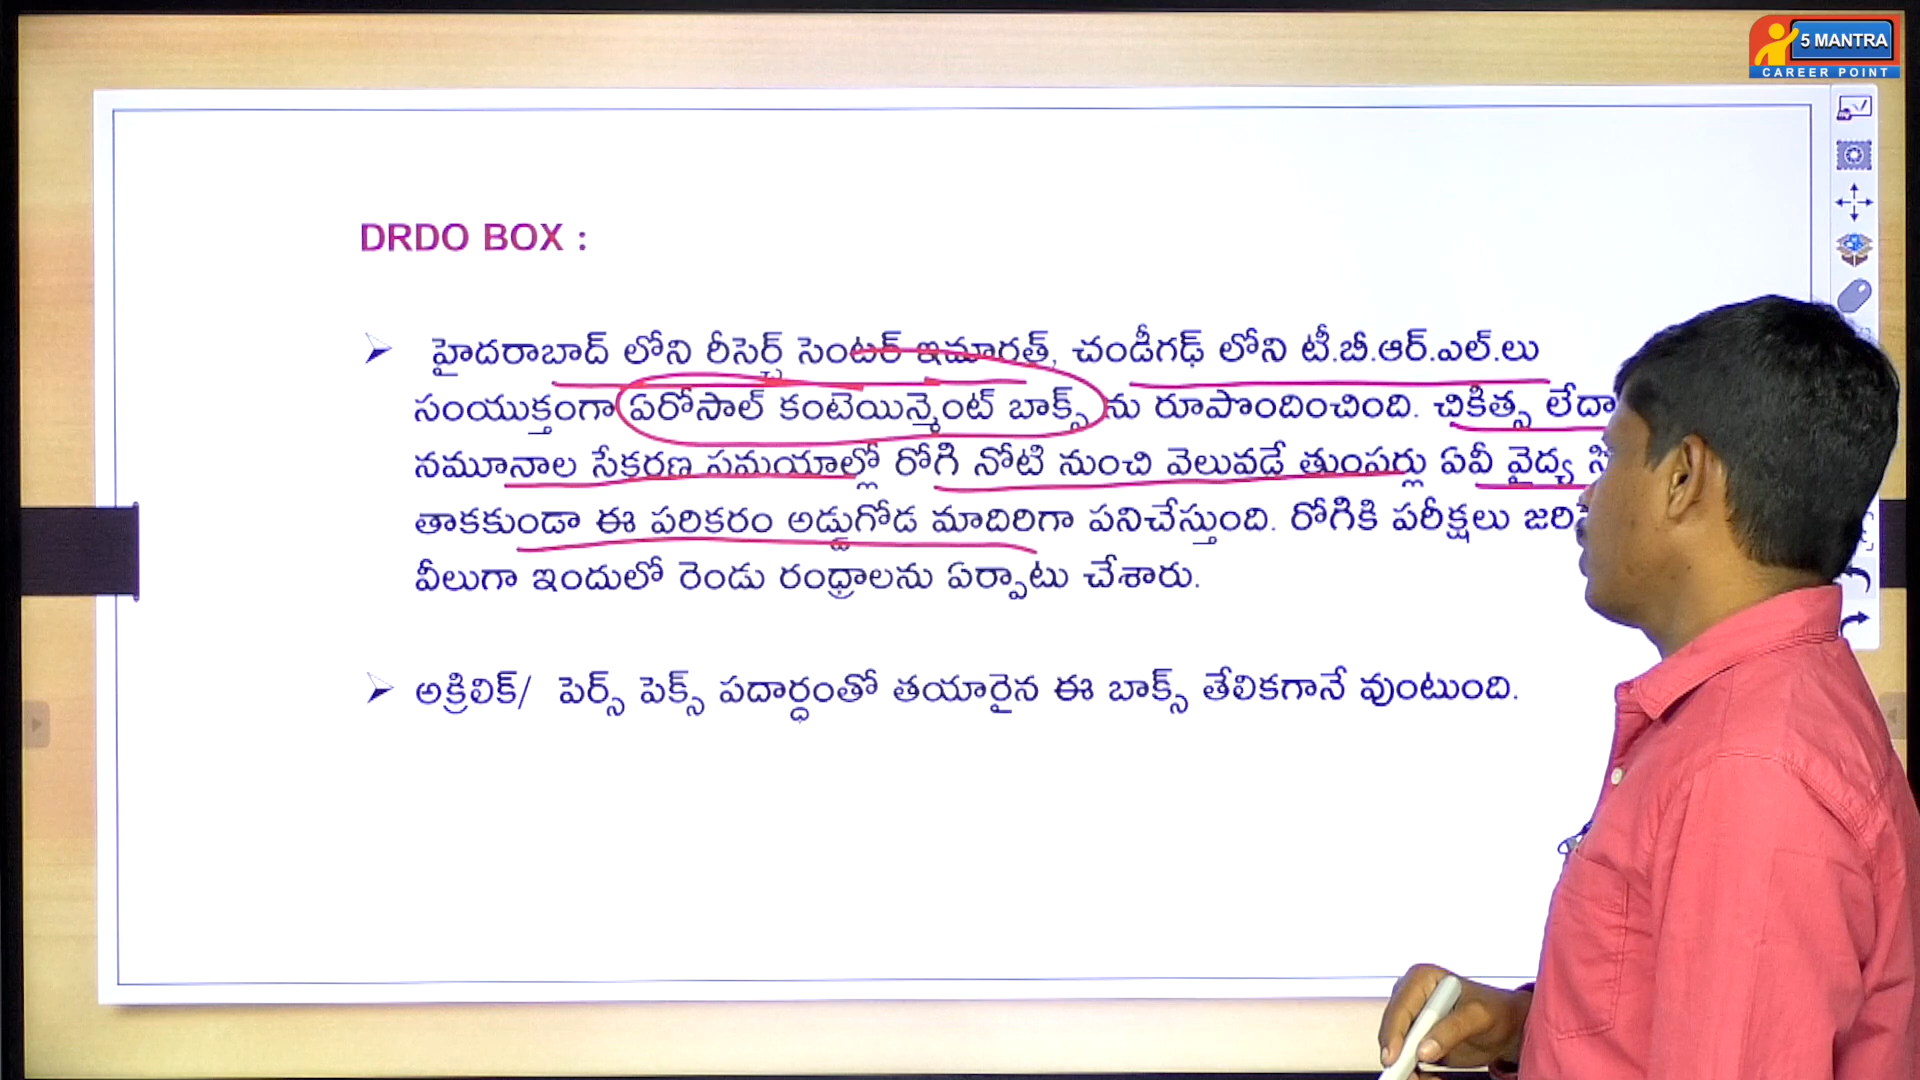 5 MANTRA
CAREER POINT
DRDO BOX :
హైదరాబాద్ లోని రీసెర్చ్ సెంటర్ ఇమారత్, చండీగఢ్ లోని టీ.బీ.ఆర్.ఎల్.లు
సంయుక్తంగా ఏరోసాల్ కంటెయిన్మెంట్ బాక్స్ ను రూపొందించింది. చికిత్స లేదా
నమూనాల సేకరణ సమయాల్లో రోగి నోటి నుంచి వెలువడే తుంపర్లు ఏవీ వైద్య
తాకకుండా ఈ పరికరం అడ్డుగోడ మాదిరిగా పనిచేస్తుంది. రోగికి పరీక్షలు
వీలుగా ఇందులో రెండు రంధ్రాలను ఏర్పాటు చేశారు.
అక్రిలిక్/ పెర్స్ పెక్స్ పదార్థంతో తయారైన ఈ బాక్స్ తేలికగానే వుంటుంది.